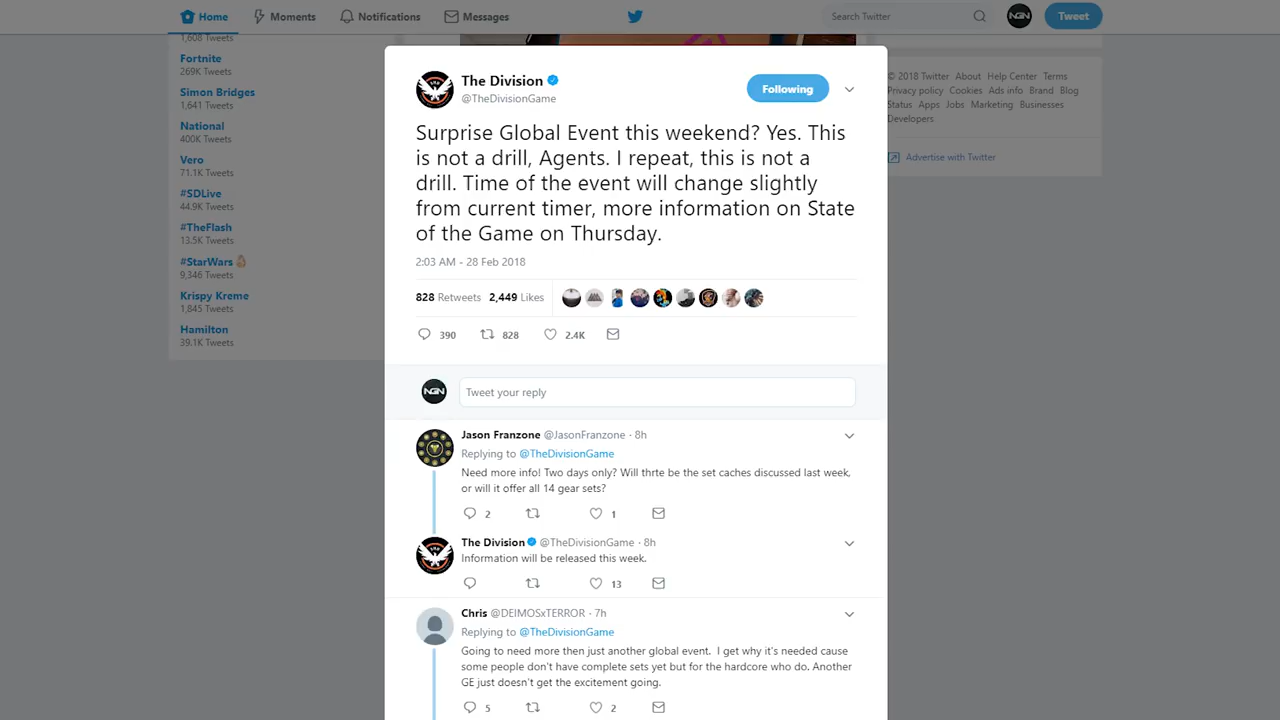 Home
Moments
Notifications
Messages
Search Twitter
NGN
Tweet
1,608 Tweets
Fortnite
269K Tweets
Simon Bridges
1,641 Tweets
National
400K Tweets
Vero
71.1K Tweets
#SDLive
44.9K Tweets
#TheFlash
13.5K Tweets
#StarWars
9,346 Tweets
Krispy Kreme
1,845 Tweets
Hamilton
39.1K Tweets
The Division
@TheDivisionGame
Following
Surprise Global Event this weekend? Yes. This
is not a drill, Agents. I repeat, this is not a
drill. Time of the event will change slightly
from current timer, more information on State
of the Game on Thursday.
2:03 AM - 28 Feb 2018
828 Retweets 2,449 Likes
390 828 2.4K
NGN
Tweet your reply
Jason Franzone @JasonFranzone · 8h
Replying to @TheDivisionGame
Need more info! Two days only? Will thrte be the set caches discussed last week,
or will it offer all 14 gear sets?
2 1
The Division @TheDivisionGame · 8h
Information will be released this week.
13
Chris @DEIMOSxTERROR · 7h
Replying to @TheDivisionGame
Going to need more then just another global event. I get why it's needed cause
some people don't have complete sets yet but for the hardcore who do. Another
GE just doesn't get the excitement going.
5 2
© 2018 Twitter About Help Center Terms
Privacy policy Cookies Ads info Brand Blog
Status Apps Jobs Marketing Businesses
Developers
Advertise with Twitter